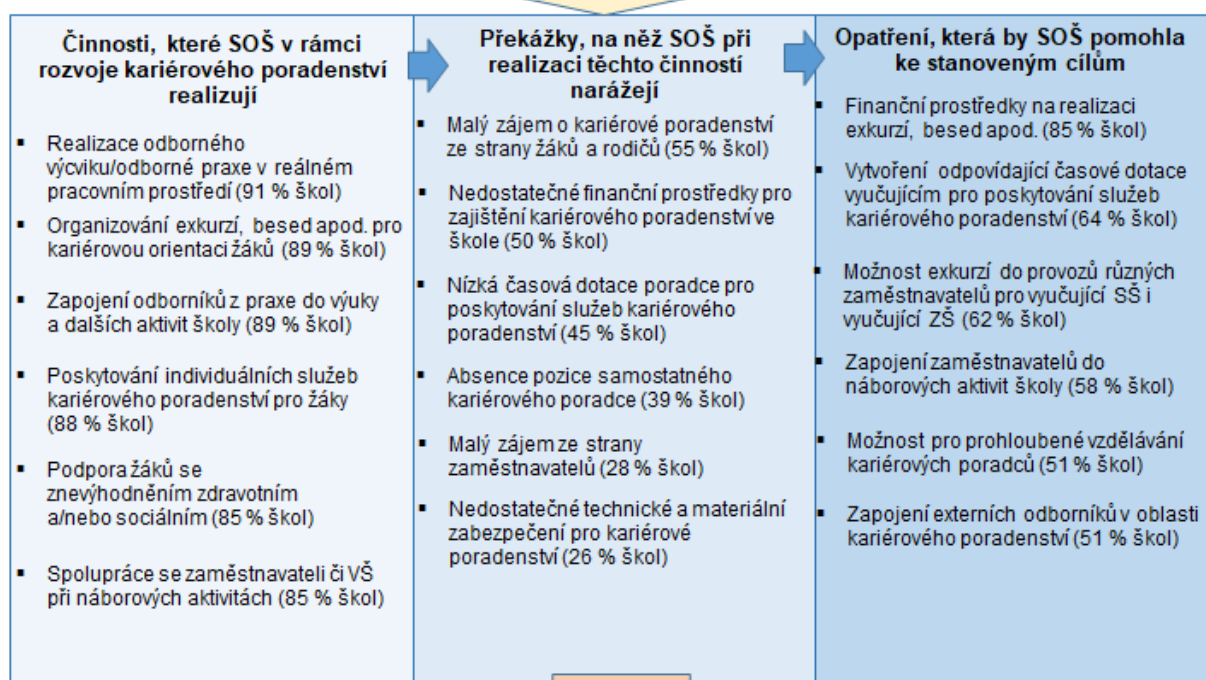 Činnosti, které SOŠ v rámci
rozvoje kariérového poradenství
realizují
▪ Realizace odborného
výcviku/odborné praxe v reálném
pracovním prostředí (91 % škol)
▪ Organizování exkurzí, besed apod. pro
kariérovou orientaci žáků (89 % škol)
▪ Zapojení odborníků z praxe do výuky
a dalších aktivit školy (89 % škol)
▪ Poskytování individuálních služeb
kariérového poradenství pro žáky
(88 % škol)
▪ Podpora žáků se
znevýhodněním zdravotním
a/nebo sociálním (85 % škol)
▪ Spolupráce se zaměstnavateli či VŠ
při náborových aktivitách (85 % škol)
Překážky, na něž SOŠ při
realizaci těchto činností
narážejí
▪ Malý zájem o kariérové poradenství
ze strany žáků a rodičů (55 % škol)
▪ Nedostatečné finanční prostředky pro
zajištění kariérového poradenství ve
škole (50 % škol)
▪ Nízká časová dotace poradce pro
poskytování služeb kariérového
poradenství (45 % škol)
▪ Absence pozice samostatného
kariérového poradce (39 % škol)
▪ Malý zájem ze strany
zaměstnavatelů (28 % škol)
▪ Nedostatečné technické a materiální
zabezpečení pro kariérové
poradenství (26 % škol)
Opatření, která by SOŠ pomohla
ke stanoveným cílům
▪ Finanční prostředky na realizaci
exkurzí, besed apod. (85 % škol)
▪ Vytvoření odpovídající časové dotace
vyučujícím pro poskytování služeb
kariérového poradenství (64 % škol)
▪ Možnost exkurzí do provozů různých
zaměstnavatelů pro vyučující SŠ i
vyučující ZŠ (62 % škol)
▪ Zapojení zaměstnavatelů do
náborových aktivit školy (58 % škol)
▪ Možnost pro prohloubené vzdělávání
kariérových poradců (51 % škol)
▪ Zapojení externích odborníků v oblasti
kariérového poradenství (51 % škol)